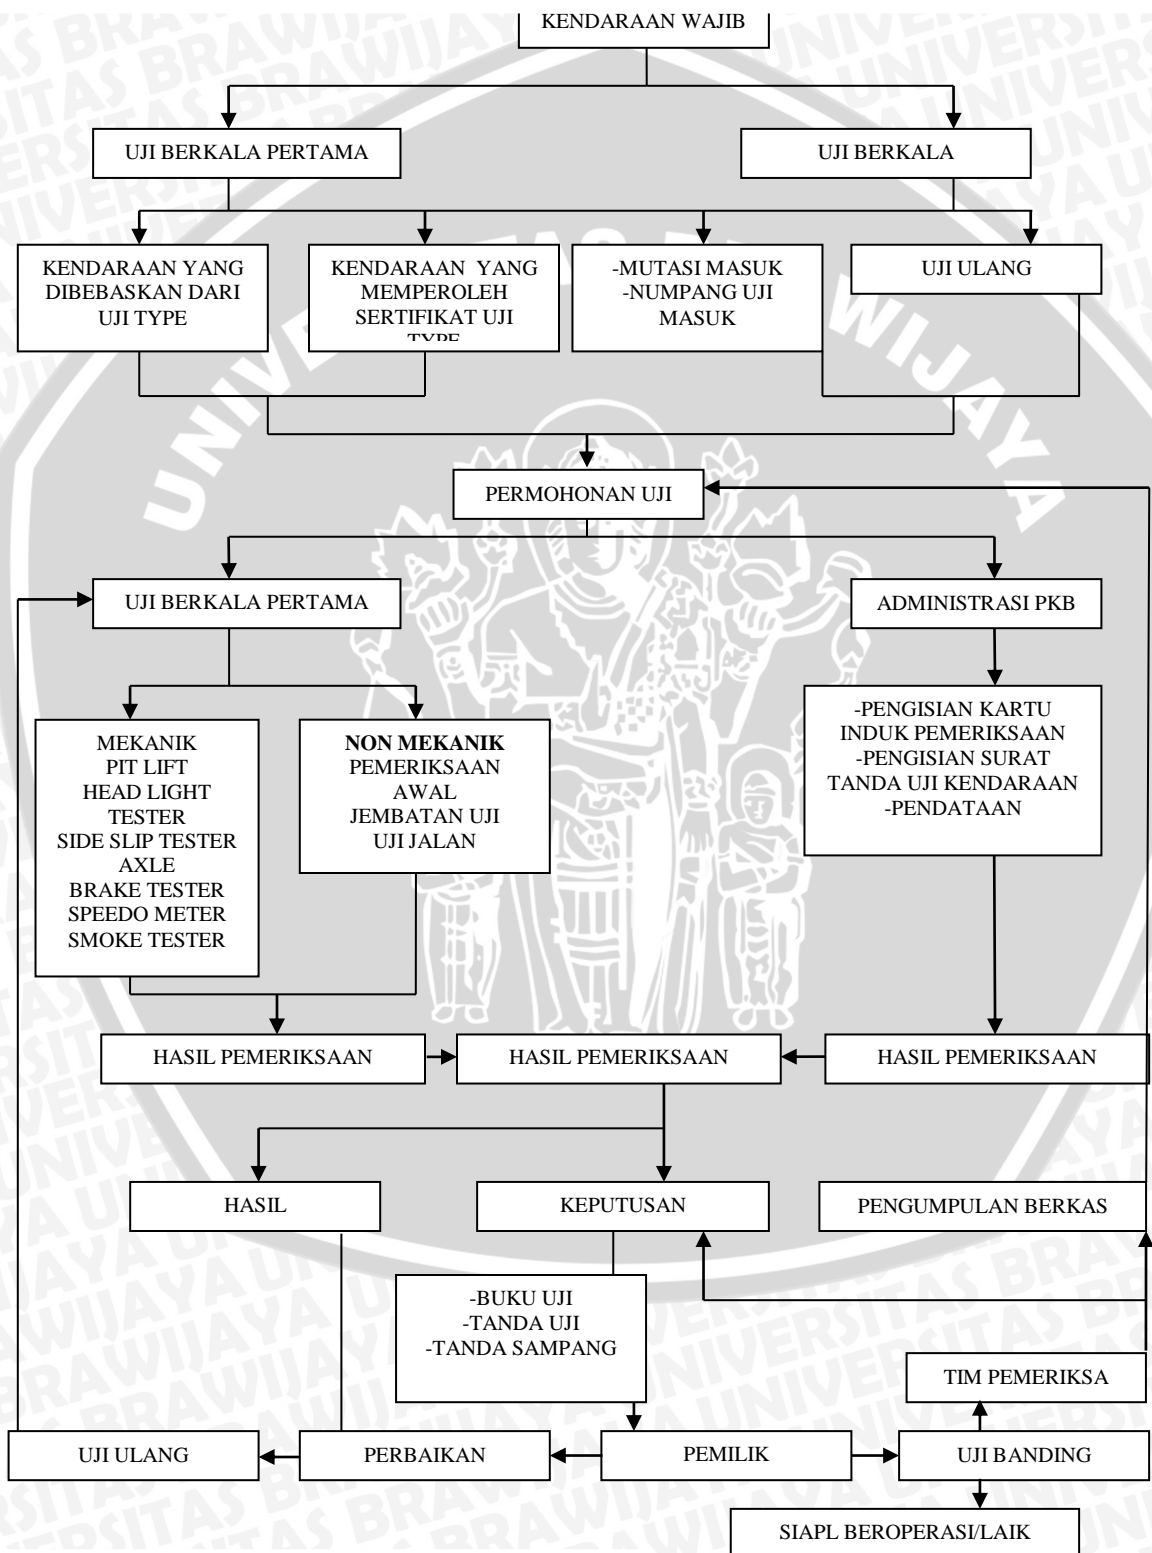 KENDARAAN WAJIB
UJI BERKALA PERTAMA
UJI BERKALA
KENDARAAN YANG
DIBEBASKAN DARI
UJI TYPE
KENDARAAN YANG
MEMPEROLEH
SERTIFIKAT UJI
TYPE
-MUTASI MASUK
-NUMPANG UJI
MASUK
UJI ULANG
PERMOHONAN UJI
UJI BERKALA PERTAMA
ADMINISTRASI PKB
MEKANIK
PIT LIFT
HEAD LIGHT
TESTER
SIDE SLIP TESTER
AXLE
BRAKE TESTER
SPEEDO METER
SMOKE TESTER
NON MEKANIK
PEMERIKSAAN
AWAL
JEMBATAN UJI
UJI JALAN
-PENGISIAN KARTU
INDUK PEMERIKSAAN
-PENGISIAN SURAT
TANDA UJI KENDARAAN
-PENDATAAN
HASIL PEMERIKSAAN
HASIL PEMERIKSAAN
HASIL PEMERIKSAAN
HASIL
KEPUTUSAN
PENGUMPULAN BERKAS
-BUKU UJI
-TANDA UJI
-TANDA SAMPANG
TIM PEMERIKSA
UJI ULANG
PERBAIKAN
PEMILIK
UJI BANDING
SIAPL BEROPERASI/LAIK